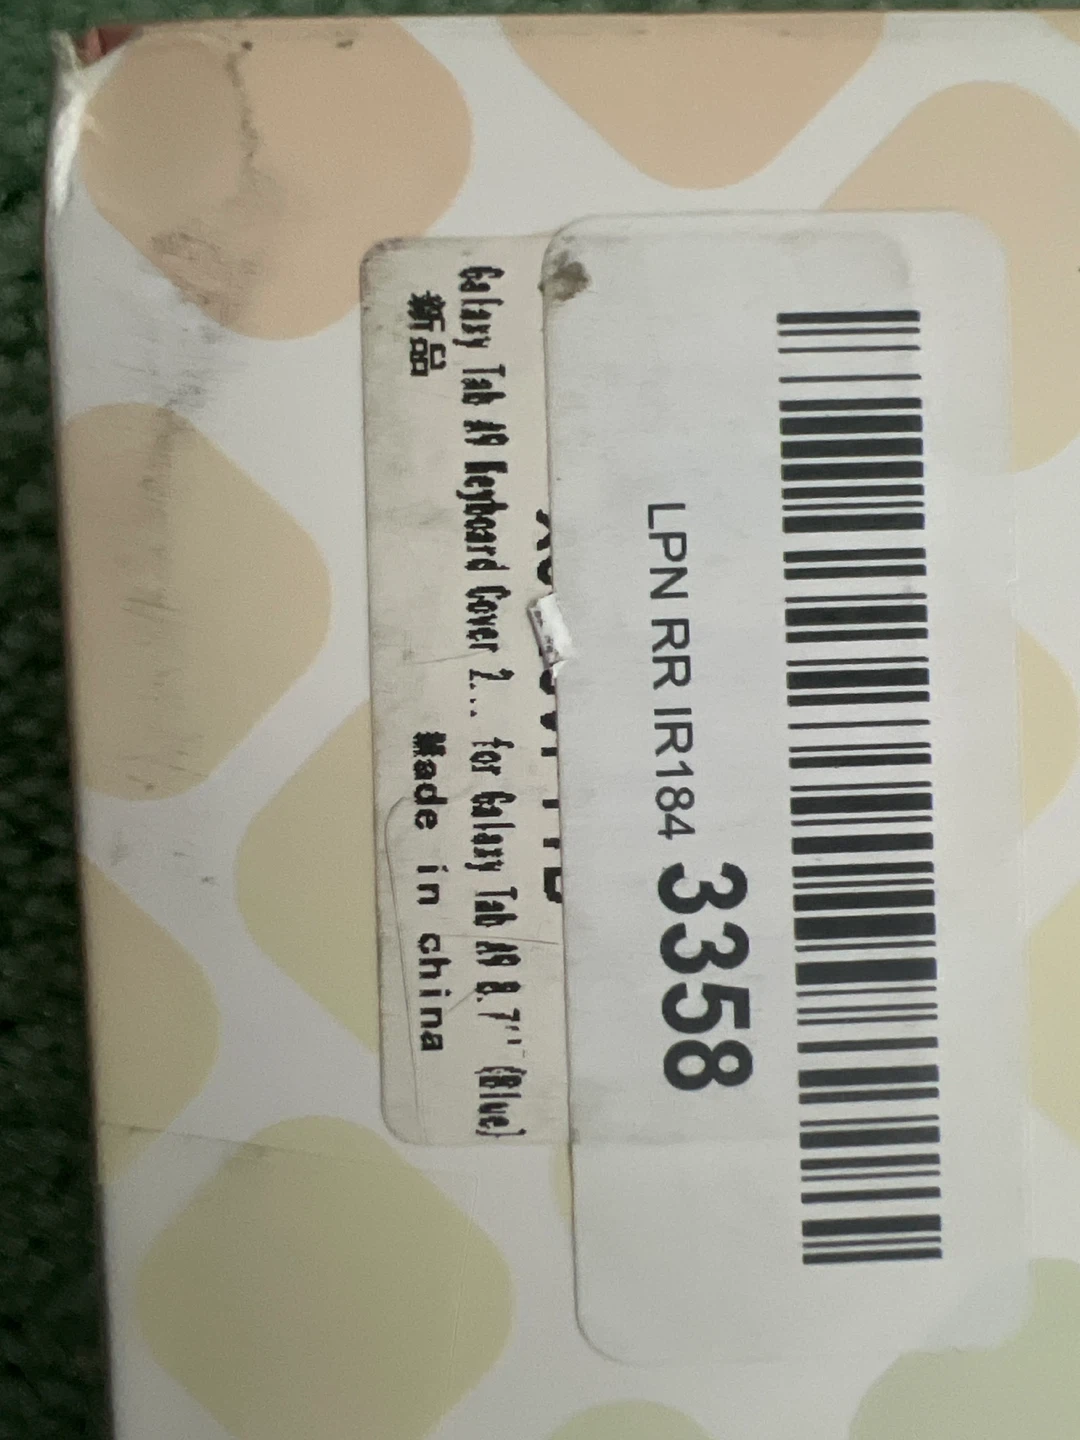 LPN RR IR184 3358
Galaxy Tab A9 Keyboard Cover 2... for Galaxy Tab A9 8.7'' (Blue)
新品 Made in china